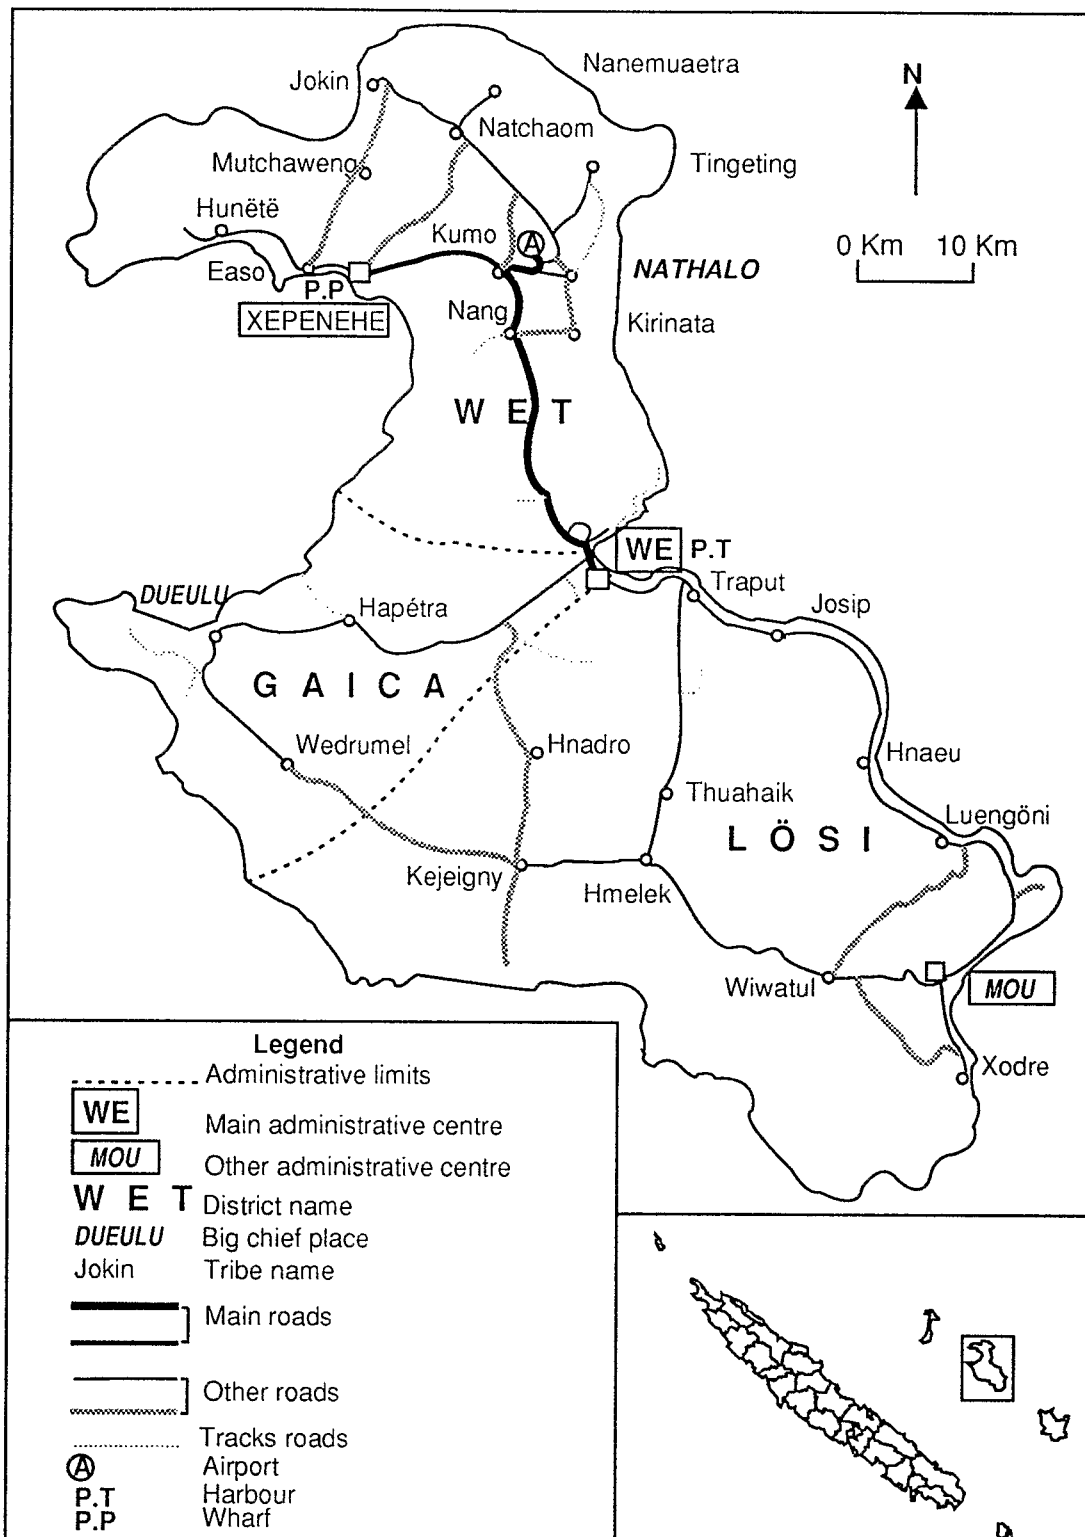 Nanemuaetra
N
Jokin
Natchaom
Mutchaweng
Tingeting
Hunëtë
Kumo
A
0 Km 10 Km
Easo
NATHALO
P.P
XEPENEHE
Nang
Kirinata
W E T
WE P.T
Traput
DUEULU
Hapétra
Josip
G A I C A
Wedrumel
Hnadro
Hnaeu
Thuahaik
Luengöni
L Ö S I
Kejeigny
Hmelek
Wiwatul
MOU
Xodre
Legend
Administrative limits
WE Main administrative centre
MOU Other administrative centre
W E T District name
DUEULU Big chief place
Jokin Tribe name
Main roads
Other roads
Tracks roads
A Airport
P.T Harbour
P.P Wharf